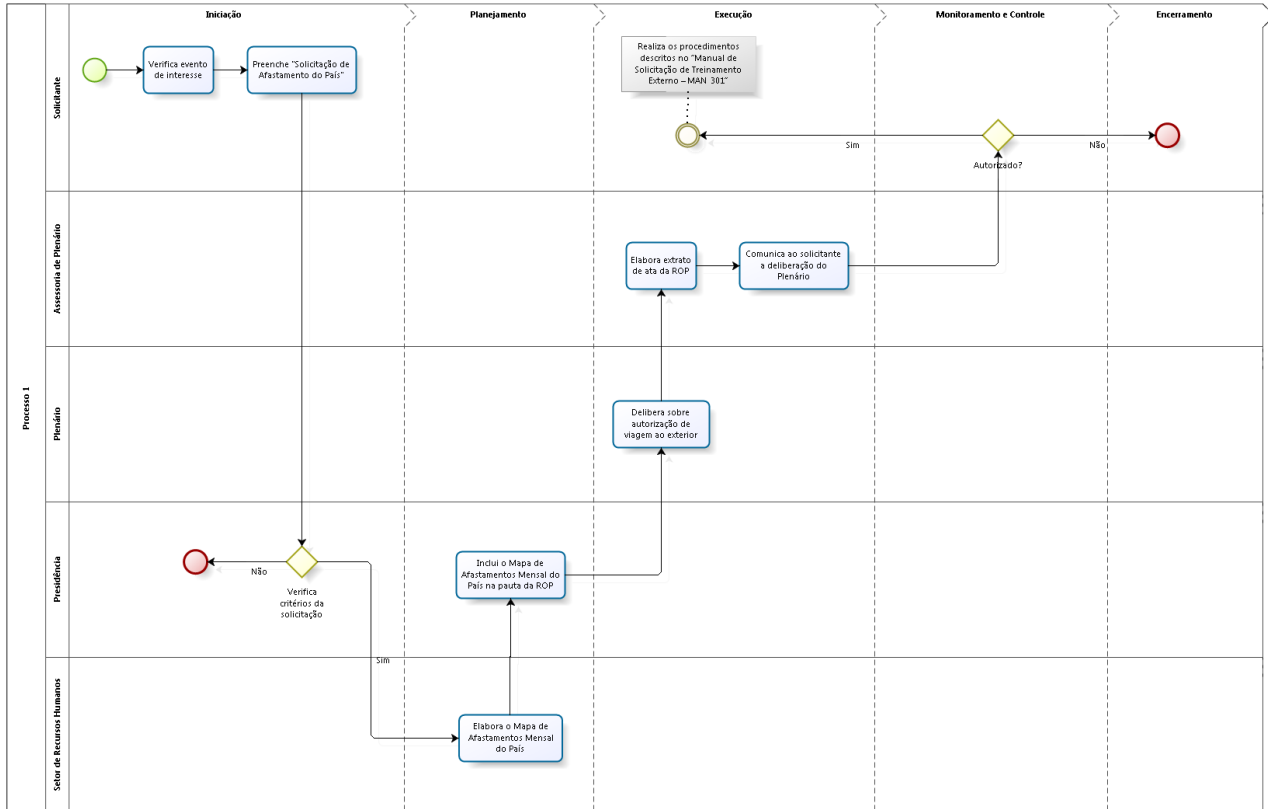 Iniciação
Planejamento
Execução
Monitoramento e Controle
Encerramento
Processo 1
Solicitante
Verifica evento
de interesse
Preenche "Solicitação de
Afastamento do País"
Realiza os procedimentos
descritos no "Manual de
Solicitação de Treinamento
Externo – MAN 301"
Sim
Autorizado?
Não
Assessoria de Plenário
Elabora extrato
de ata da ROP
Comunica ao solicitante
a deliberação do
Plenário
Plenário
Delibera sobre
autorização de
viagem ao exterior
Presidência
Não
Verifica
critérios da
solicitação
Inclui o Mapa de
Afastamentos Mensal do
País na pauta da ROP
Sim
Setor de Recursos Humanos
Elabora o Mapa de
Afastamentos Mensal
do País